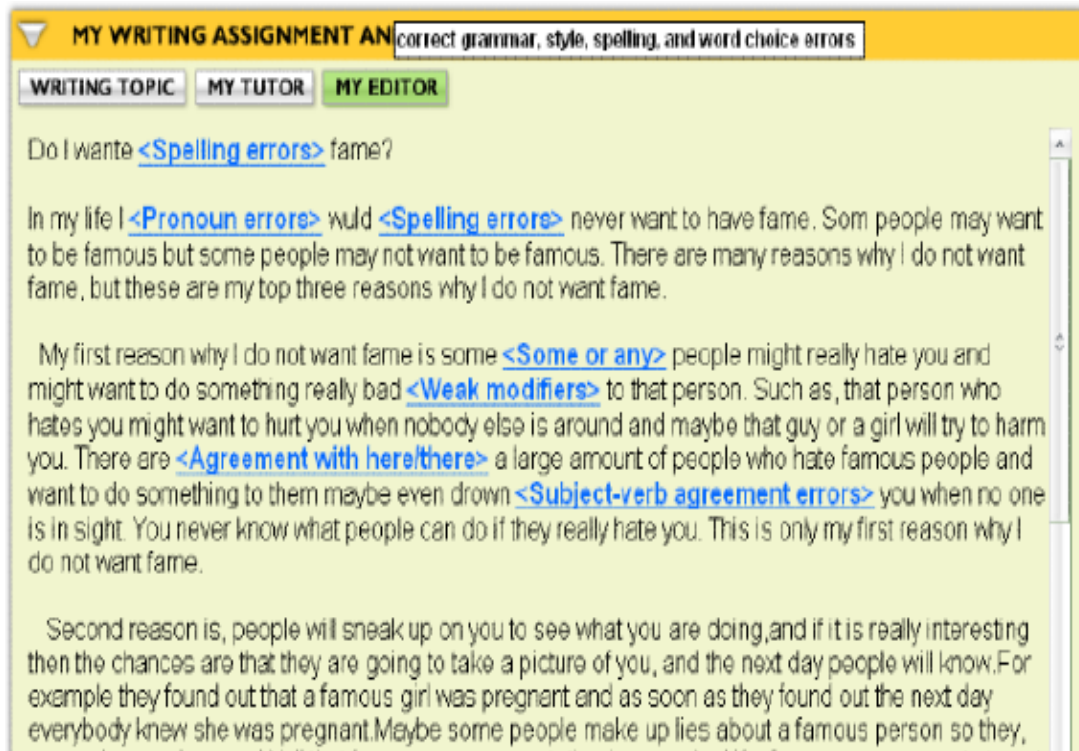 MY WRITING ASSIGNMENT AN
correct grammar, style, spelling, and word choice errors
WRITING TOPIC MY TUTOR MY EDITOR
Do I wante <Spelling errors> fame?
In my life I <Pronoun errors> wuld <Spelling errors> never want to have fame. Som people may want
to be famous but some people may not want to be famous. There are many reasons why I do not want
fame, but these are my top three reasons why I do not want fame.
My first reason why I do not want fame is some <Some or any> people might really hate you and
might want to do something really bad <Weak modifiers> to that person. Such as, that person who
hates you might want to hurt you when nobody else is around and maybe that guy or a girl will try to harm
you. There are <Agreement with here/there> a large amount of people who hate famous people and
want to do something to them maybe even drown <Subject-verb agreement errors> you when no one
is in sight. You never know what people can do if they really hate you. This is only my first reason why I
do not want fame.
Second reason is, people will sneak up on you to see what you are doing,and if it is really interesting
then the chances are that they are going to take a picture of you, and the next day people will know.For
example they found out that a famous girl was pregnant and as soon as they found out the next day
everybody knew she was pregnant.Maybe some people make up lies about a famous person so they,